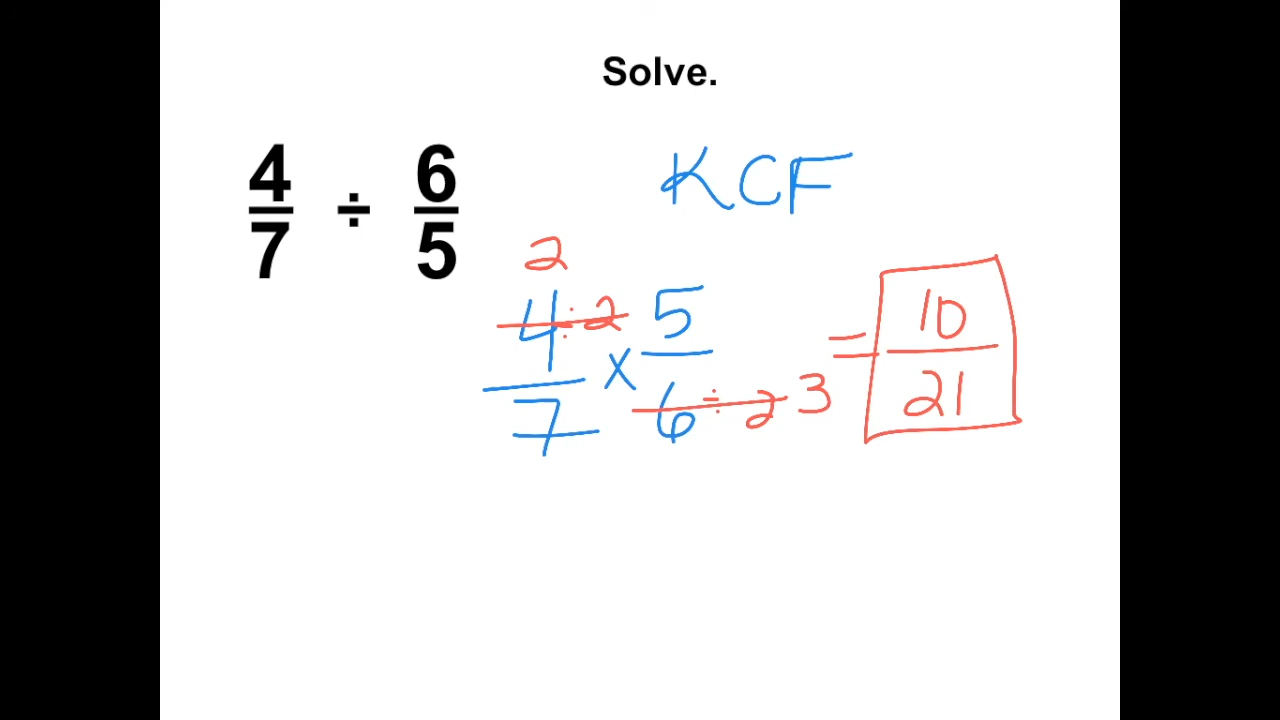 Solve.
4/7 ÷ 6/5
KCF
2
4 ÷ 2 / 7 x 5 / 6 ÷ 2 3 = 10/21